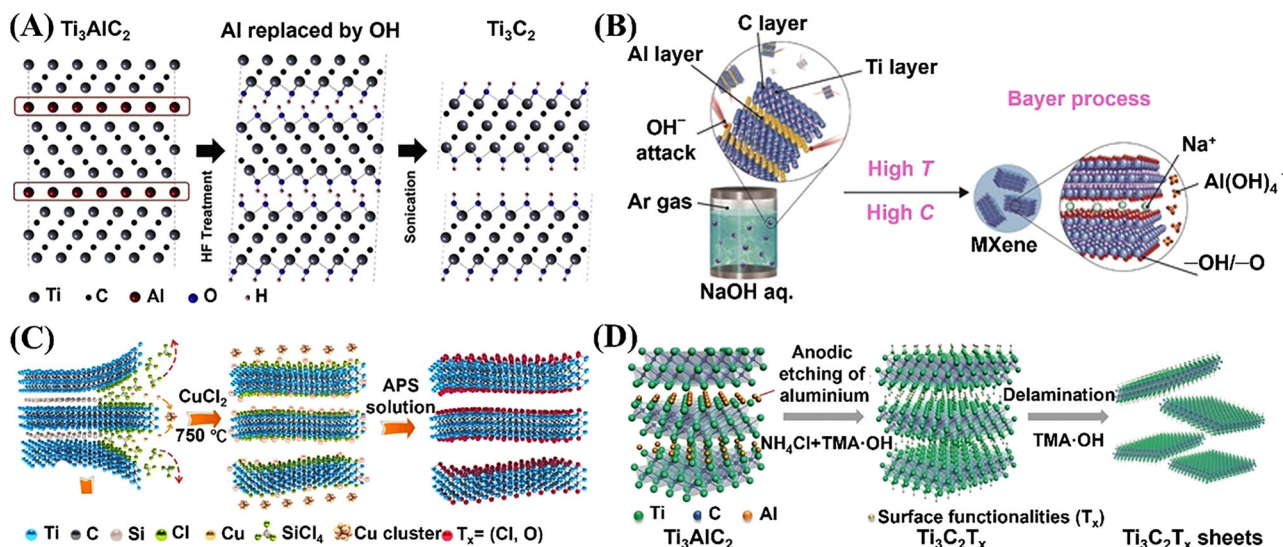 (A)
Ti₃AlC₂
Al replaced by OH
Ti₃C₂
HF Treatment
Sonication
Ti
C
Al
O
H
(B)
C layer
Al layer
Ti layer
OH⁻
attack
Ar gas
NaOH aq.
High T
High C
Bayer process
MXene
Na⁺
Al(OH)₄⁻
–OH/–O
(C)
CuCl₂
750 °C
APS
solution
Ti
C
Si
Cl
Cu
SiCl₄
Cu cluster
Tₓ= (Cl, O)
(D)
Anodic
etching of
aluminium
NH₄Cl+TMA·OH
Delamination
TMA·OH
Ti
C
Al
Surface functionalities (Tₓ)
Ti₃AlC₂
Ti₃C₂Tₓ
Ti₃C₂Tₓ sheets